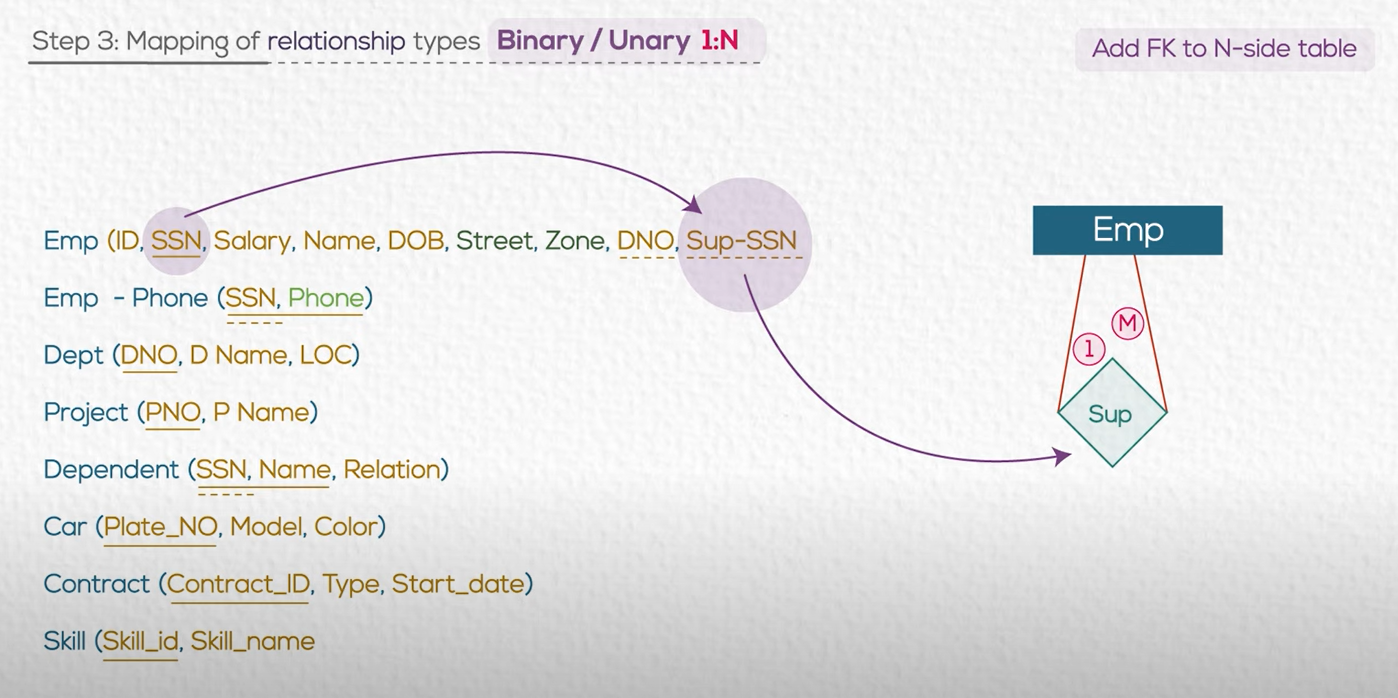 Step 3: Mapping of relationship types Binary / Unary 1:N
Add FK to N-side table
Emp (ID, SSN, Salary, Name, DOB, Street, Zone, DNO, Sup-SSN
Emp - Phone (SSN, Phone)
Dept (DNO, D Name, LOC)
Project (PNO, P Name)
Dependent (SSN, Name, Relation)
Car (Plate_NO, Model, Color)
Contract (Contract_ID, Type, Start_date)
Skill (Skill_id, Skill_name
Emp
M
1
Sup